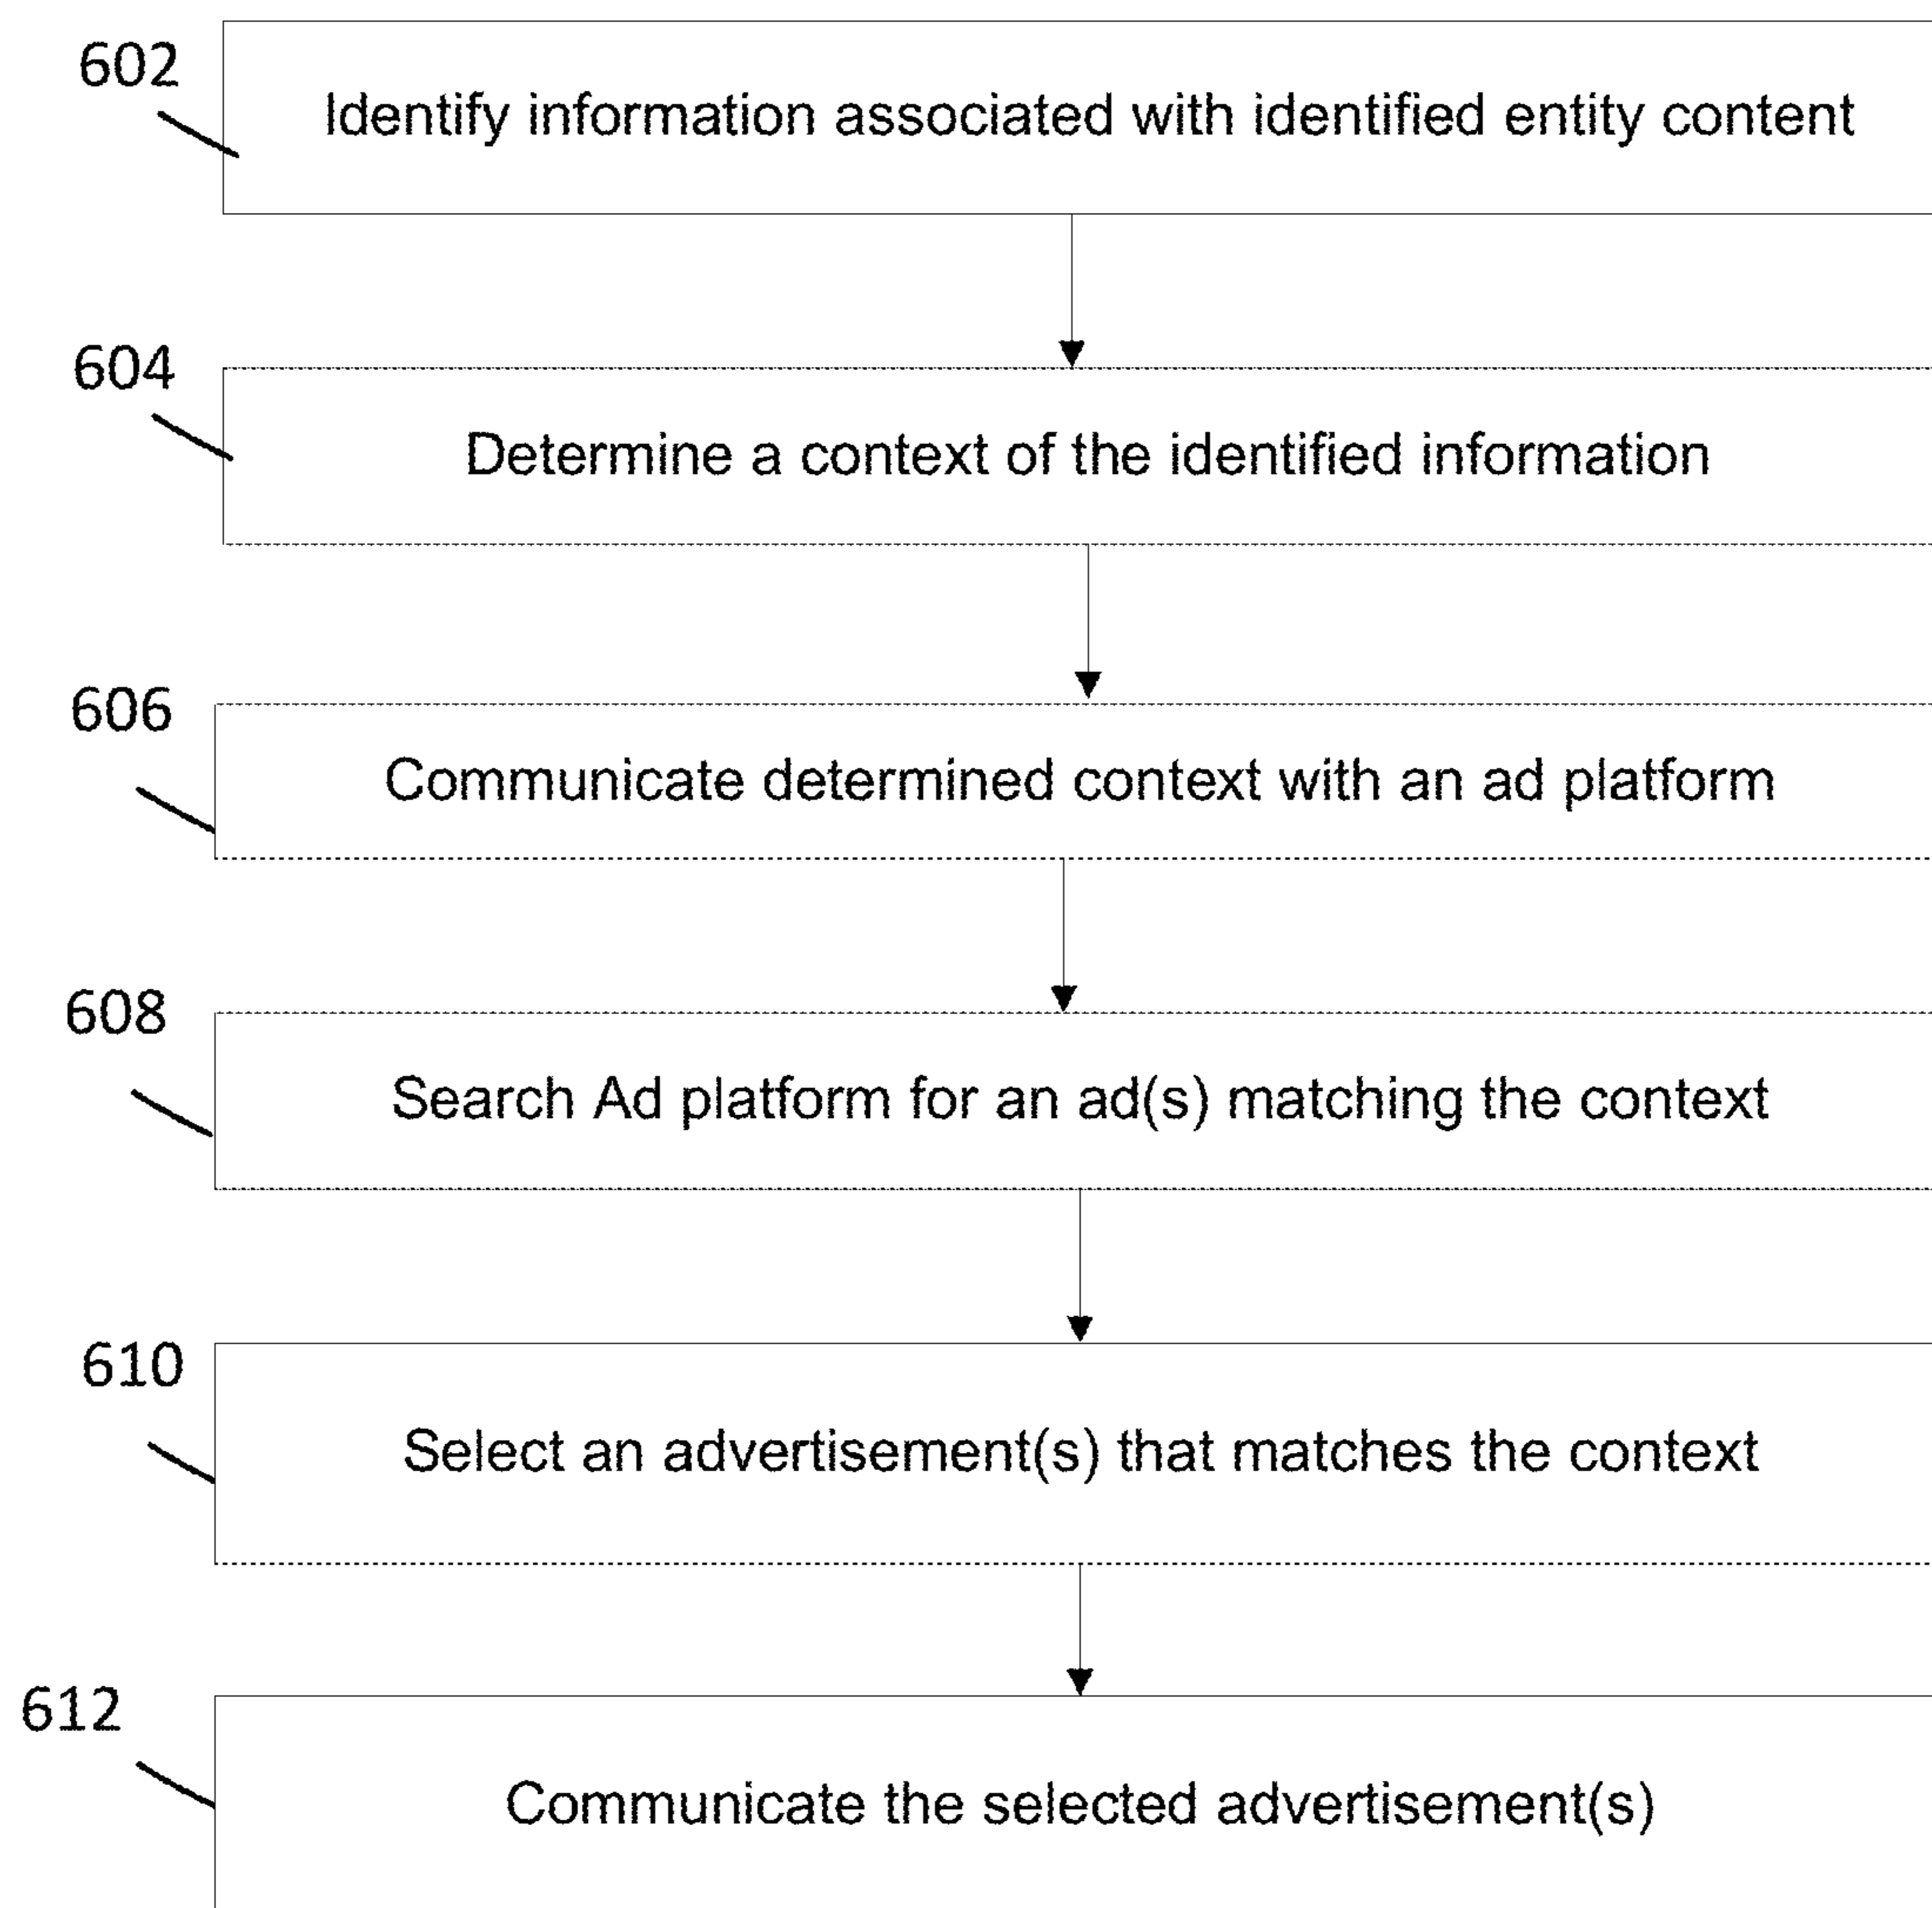 602
Identify information associated with identified entity content
604
Determine a context of the identified information
606
Communicate determined context with an ad platform
608
Search Ad platform for an ad(s) matching the context
610
Select an advertisement(s) that matches the context
612
Communicate the selected advertisement(s)